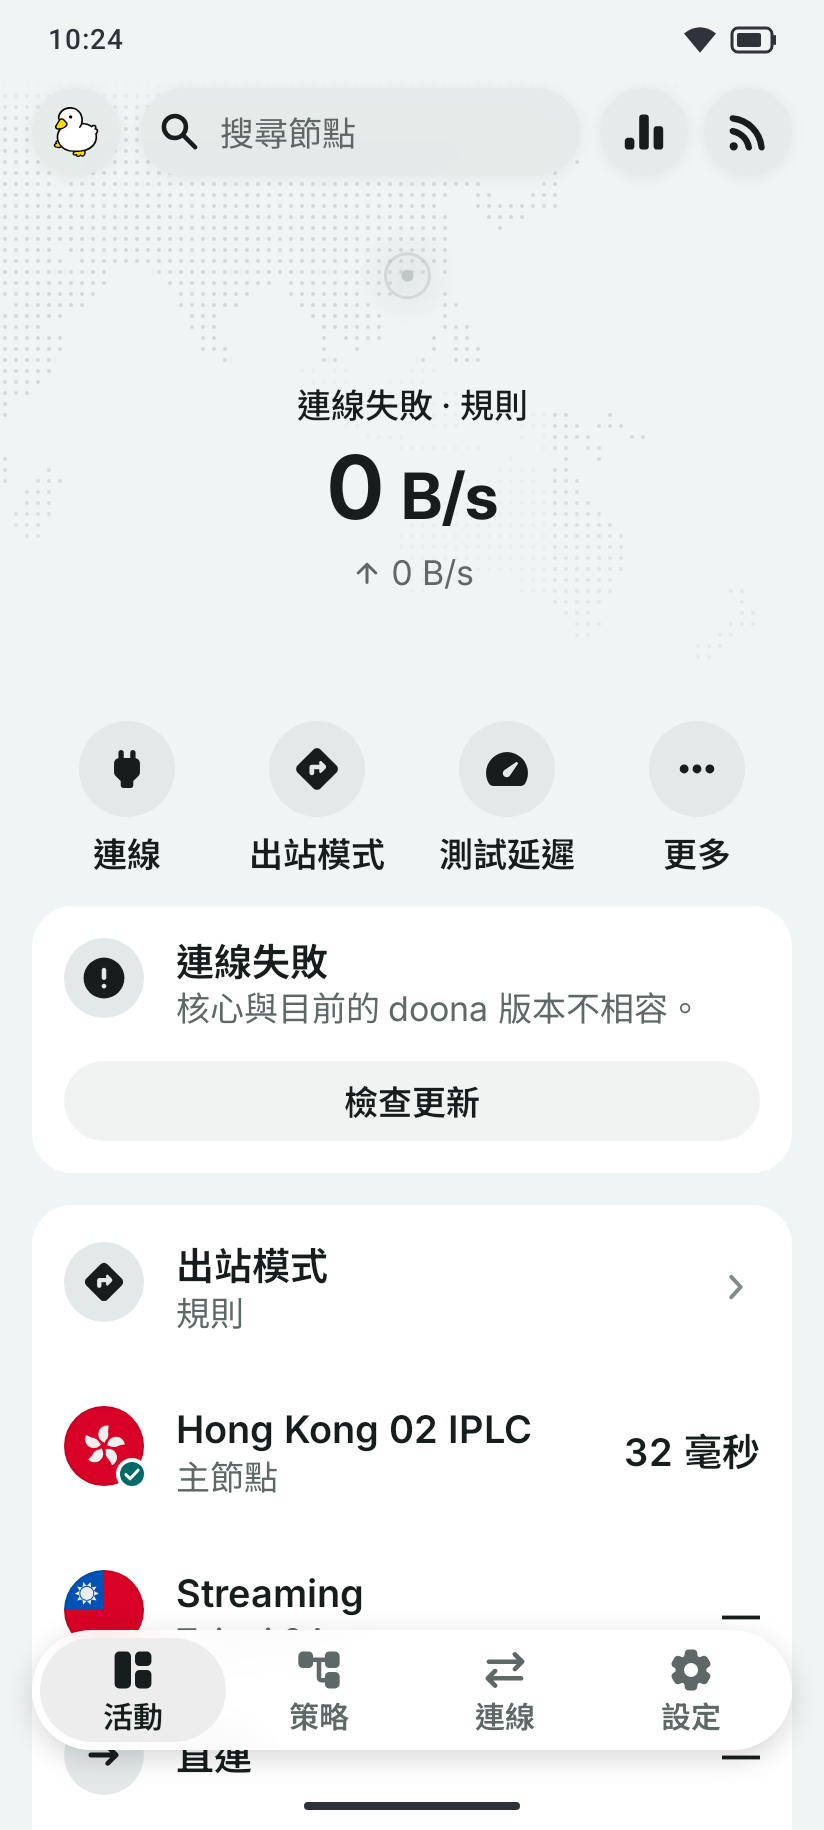 10:24
搜尋節點
連線失敗 · 規則
0 B/s
↑ 0 B/s
連線
出站模式
測試延遲
更多
連線失敗
核心與目前的 doona 版本不相容。
檢查更新
出站模式
規則
Hong Kong 02 IPLC
主節點
32 毫秒
Streaming
—
活動
策略
連線
設定
直連
—